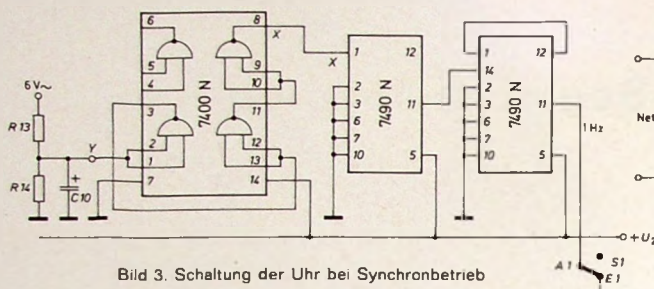 6V~
R13
R14
Y
+
C10
6
5
4
3
2
1
7
7400 N
8
9
10
11
12
13
14
X
X
1
2
3
6
7
10
7490 N
12
11
5
1
14
2
3
6
7
10
7490 N
12
11
5
1Hz
Net
+U₂
A1
S1
E1
Bild 3. Schaltung der Uhr bei Synchronbetrieb